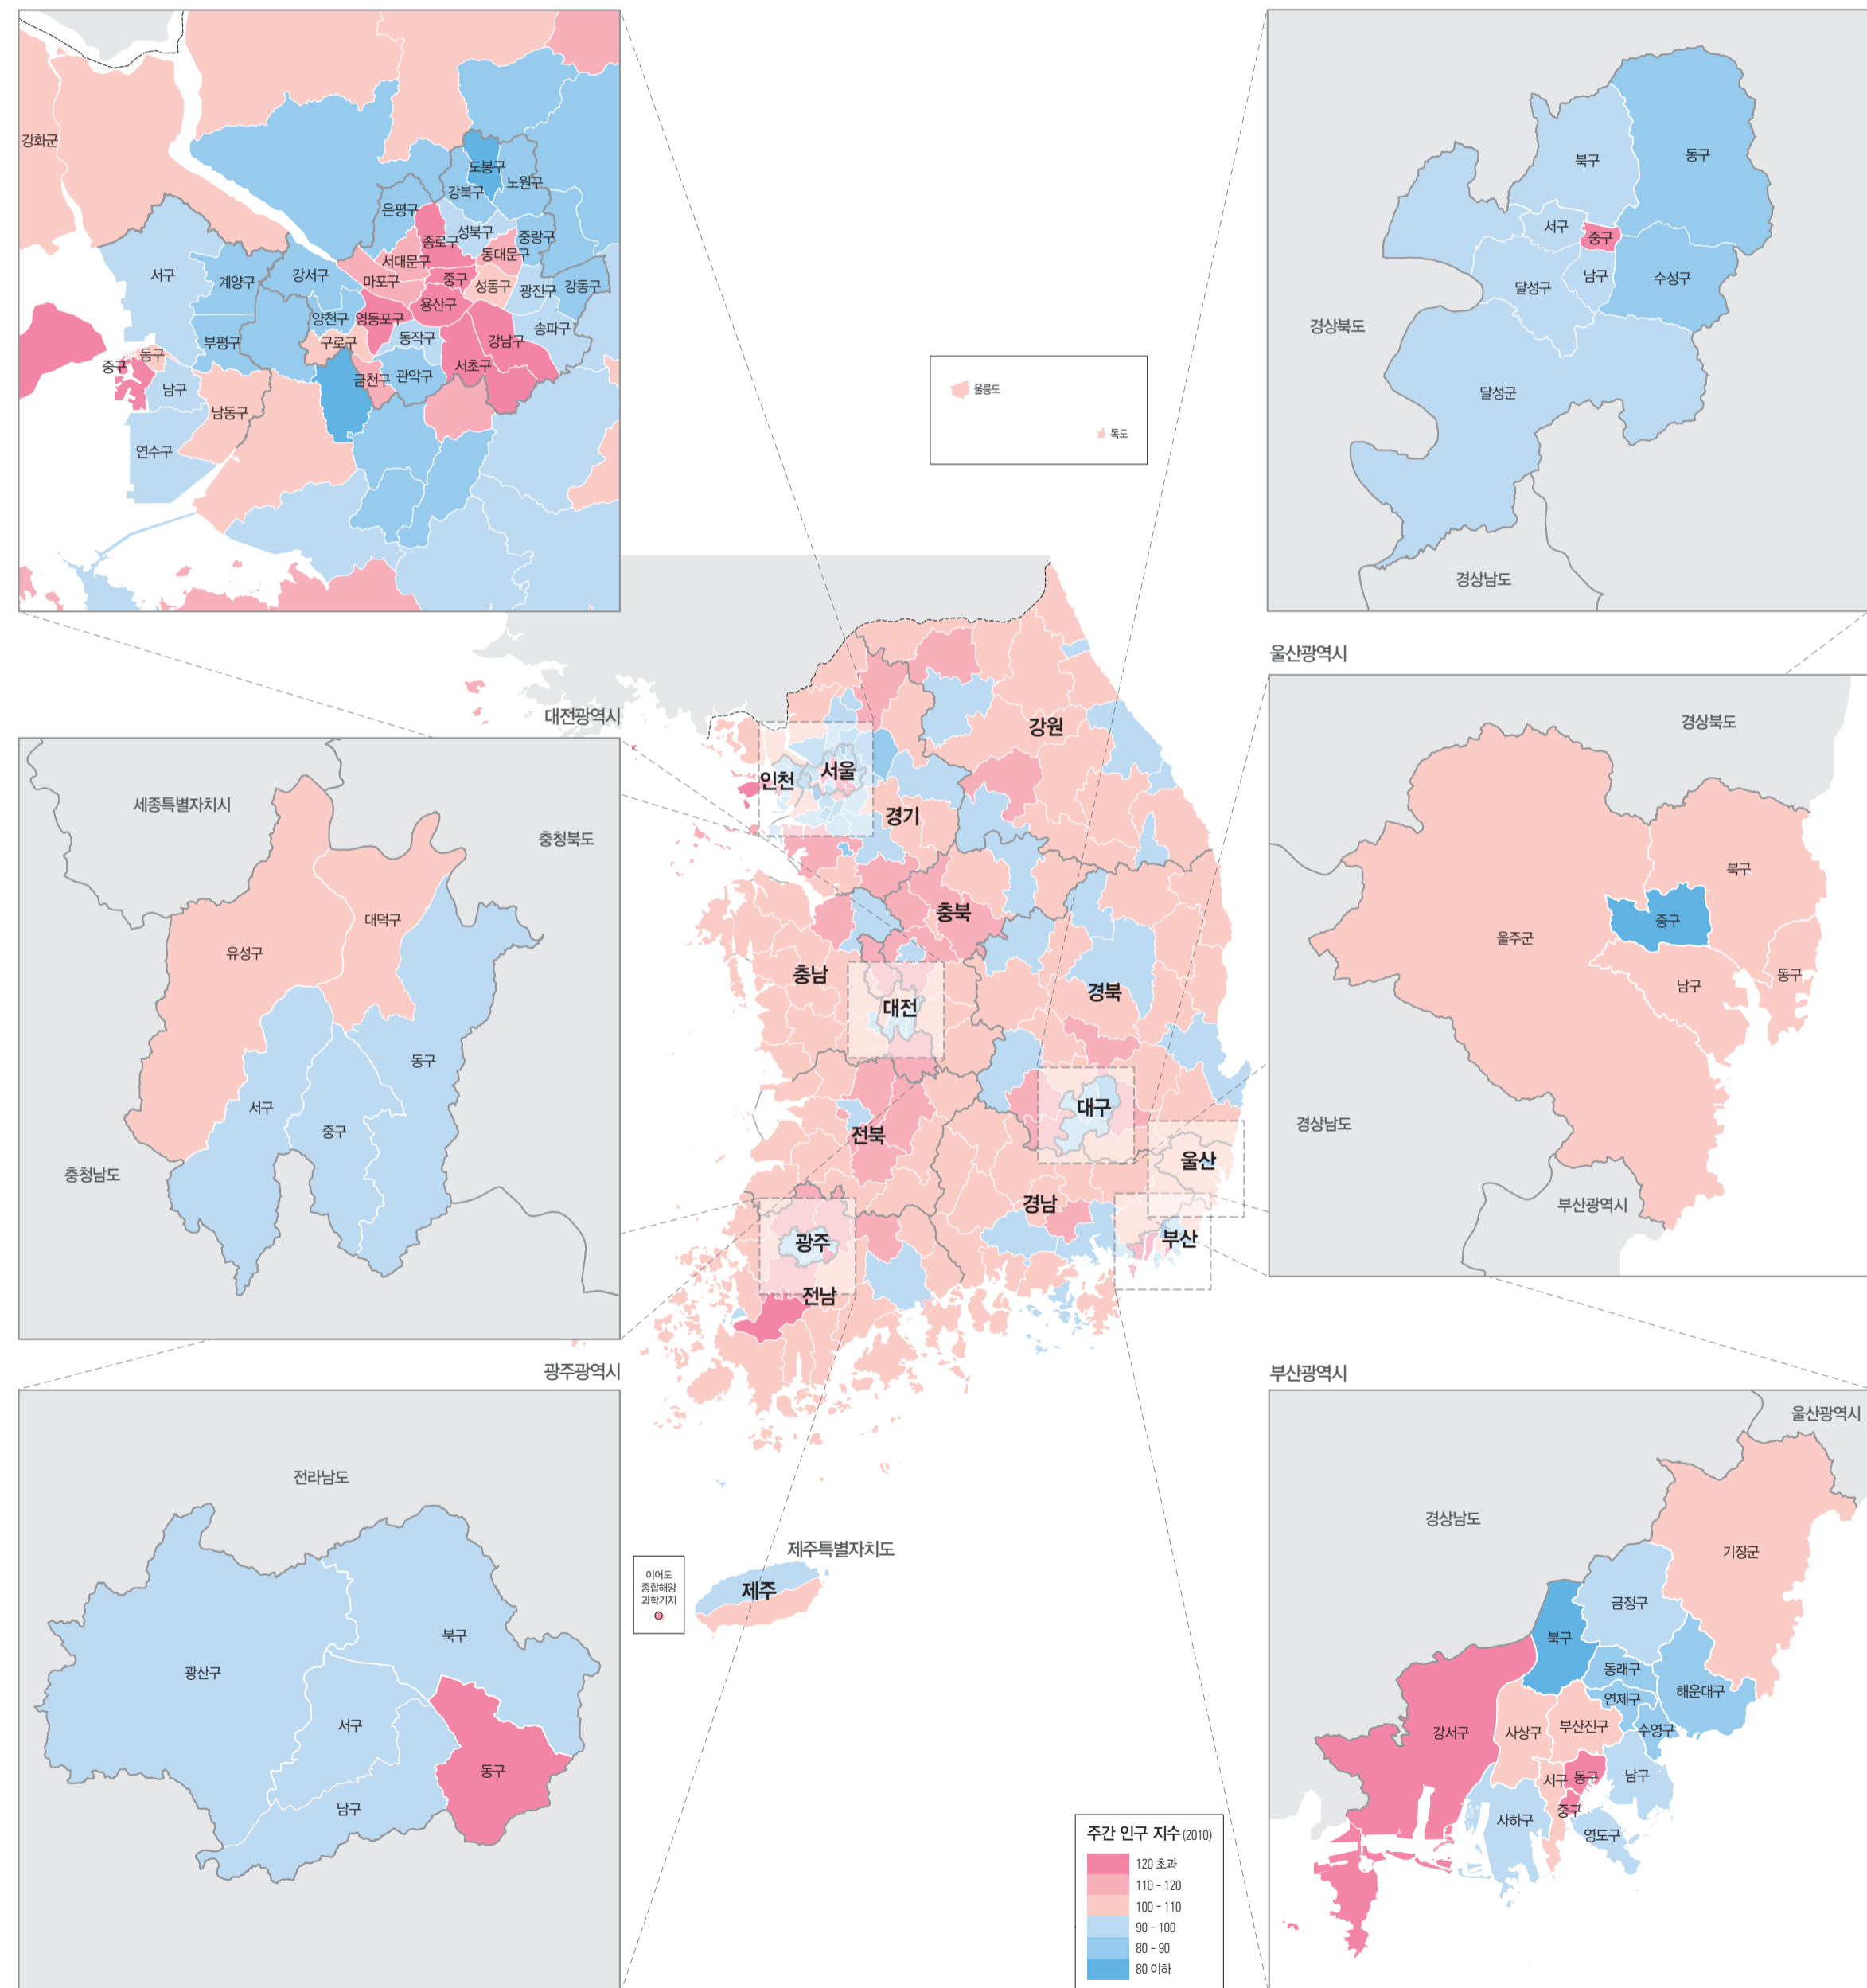 강화군
도봉구
노원구
강북구
은평구
성북구
중랑구
종로구
동대문구
서대문구
서구
계양구
강서구
마포구
중구
성동구
광진구
강동구
용산구
양천구
영등포구
송파구
부평구
구로구
동작구
강남구
동구
중구
서초구
금천구
관악구
남구
남동구
연수구
울릉도
독도
북구
동구
서구
중구
남구
수성구
달성구
경상북도
달성군
경상남도
대전광역시
세종특별자치시
충청북도
대덕구
유성구
동구
서구
중구
충청남도
강원
서울
인천
경기
충북
충남
경북
대전
대구
전북
울산
경남
부산
광주
전남
울산광역시
경상북도
북구
중구
울주군
동구
남구
경상남도
부산광역시
광주광역시
전라남도
북구
광산구
서구
동구
남구
제주특별자치도
제주
이어도
종합해양
과학기지
부산광역시
울산광역시
경상남도
기장군
금정구
북구
동래구
해운대구
연제구
강서구
사상구
부산진구
수영구
서구
동구
남구
중구
사하구
영도구
주간 인구 지수(2010)
120 초과
110 - 120
100 - 110
90 - 100
80 - 90
80 이하